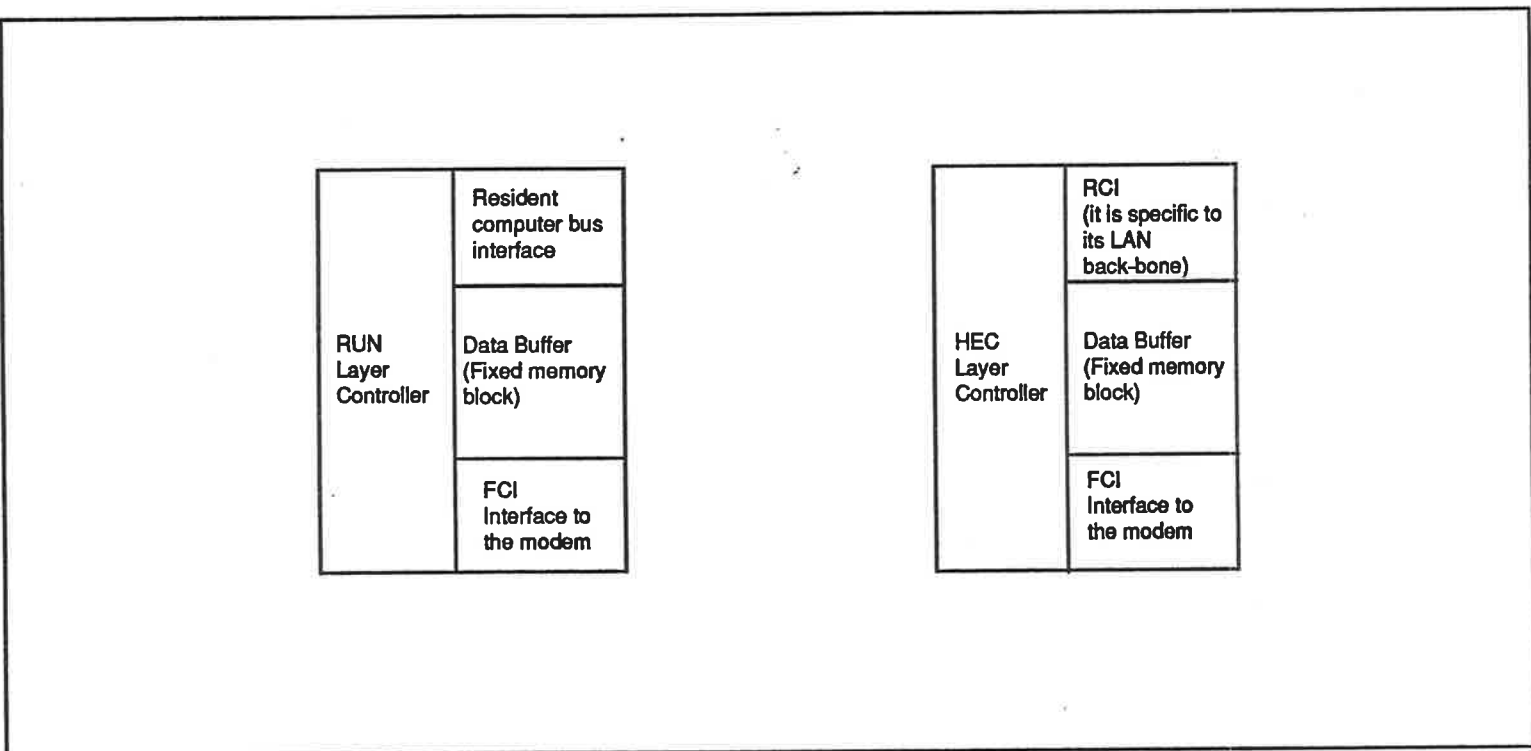 Resident
computer bus
interface
RUN
Layer
Controller
Data Buffer
(Fixed memory
block)
FCI
Interface to
the modem
RCI
(it is specific to
its LAN
back-bone)
HEC
Layer
Controller
Data Buffer
(Fixed memory
block)
FCI
Interface to
the modem